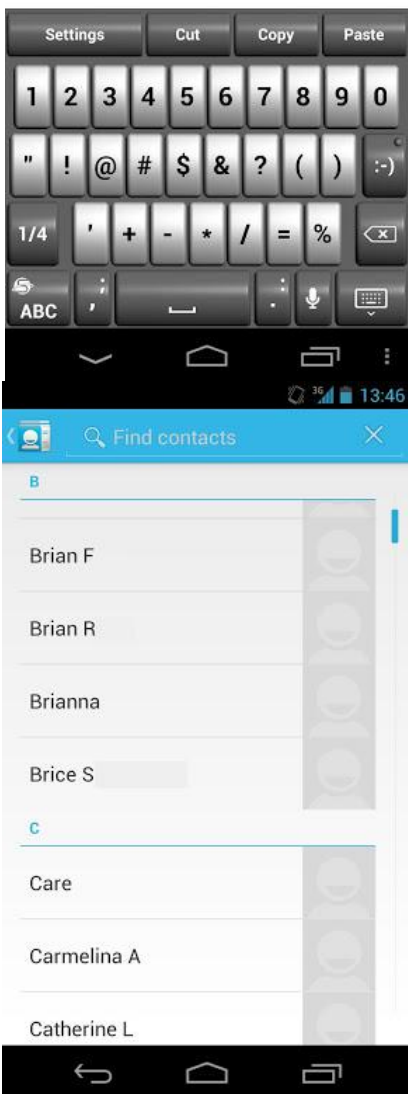 Settings Cut Copy Paste
1 2 3 4 5 6 7 8 9 0
" ! @ # $ & ? ( ) :-)
1/4 ' + - * / = %
ABC , ; . :
3G 13:46
Find contacts
B
Brian F
Brian R
Brianna
Brice S
C
Care
Carmelina A
Catherine L